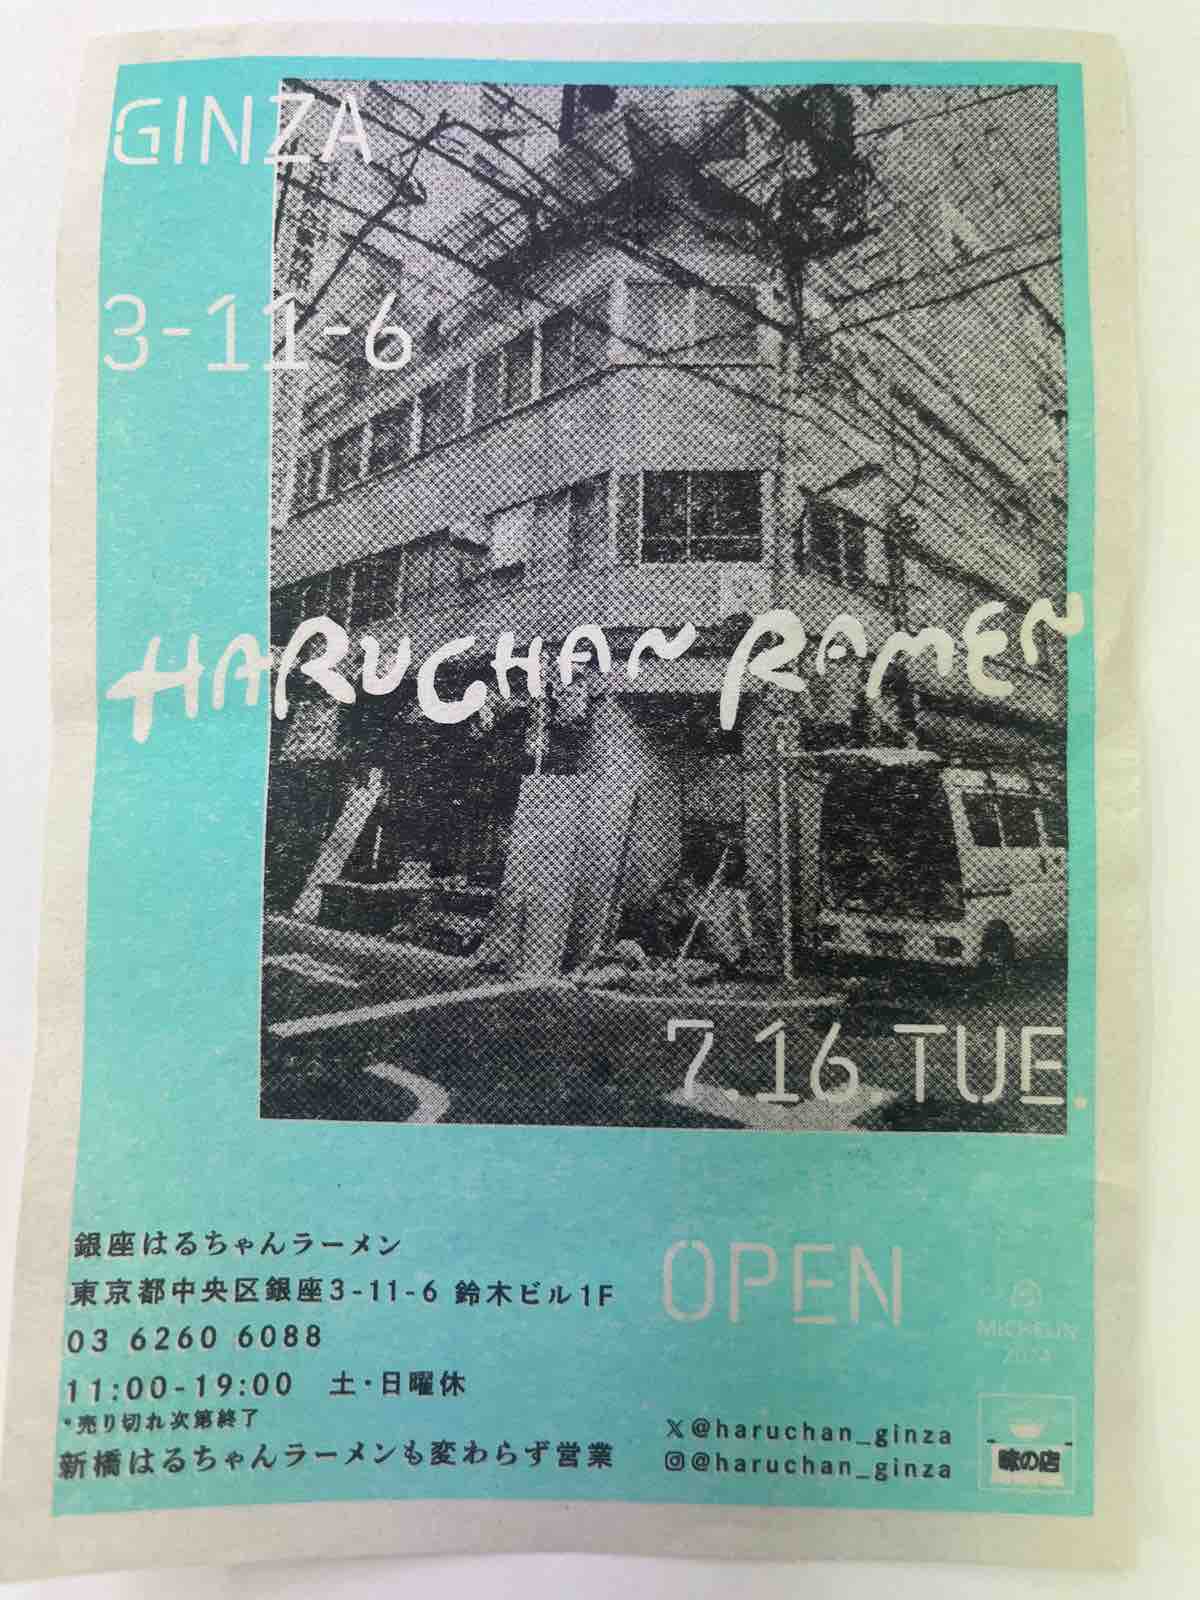 GINZA
3-11-6
HARUCHAN RAMEN
7.16.TUE.
銀座はるちゃんラーメン
東京都中央区銀座3-11-6 鈴木ビル1F
03 6260 6088
11:00-19:00 土・日曜休
*売り切れ次第終了
新橋はるちゃんラーメンも変わらず営業
OPEN
MICHELIN
2024
𝕏@haruchan_ginza
@haruchan_ginza
味の店